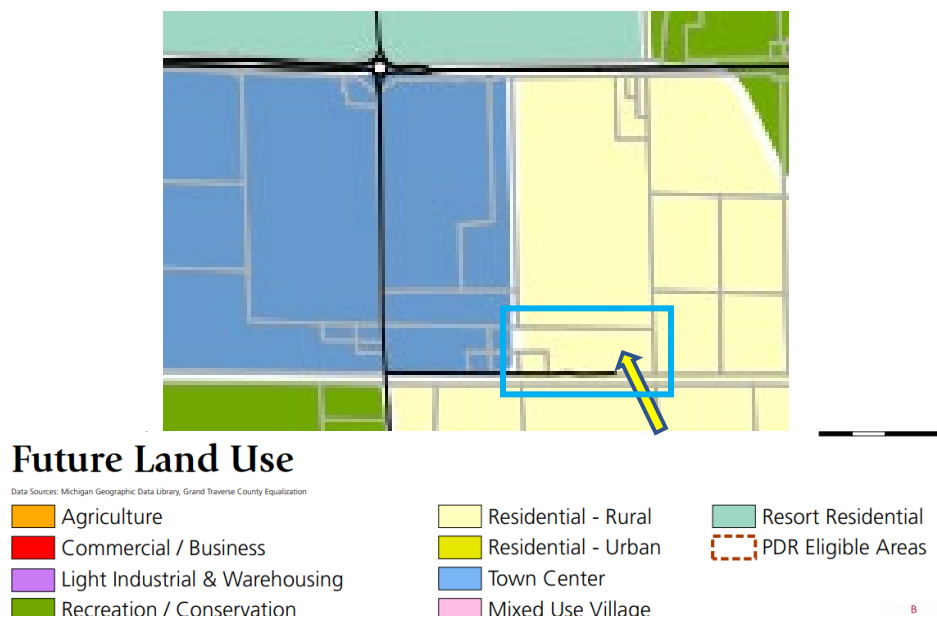 Future Land Use
Data Sources: Michigan Geographic Data Library, Grand Traverse County Equalization
Agriculture
Commercial / Business
Light Industrial & Warehousing
Recreation / Conservation
Residential - Rural
Residential - Urban
Town Center
Mixed Use Village
Resort Residential
PDR Eligible Areas
B